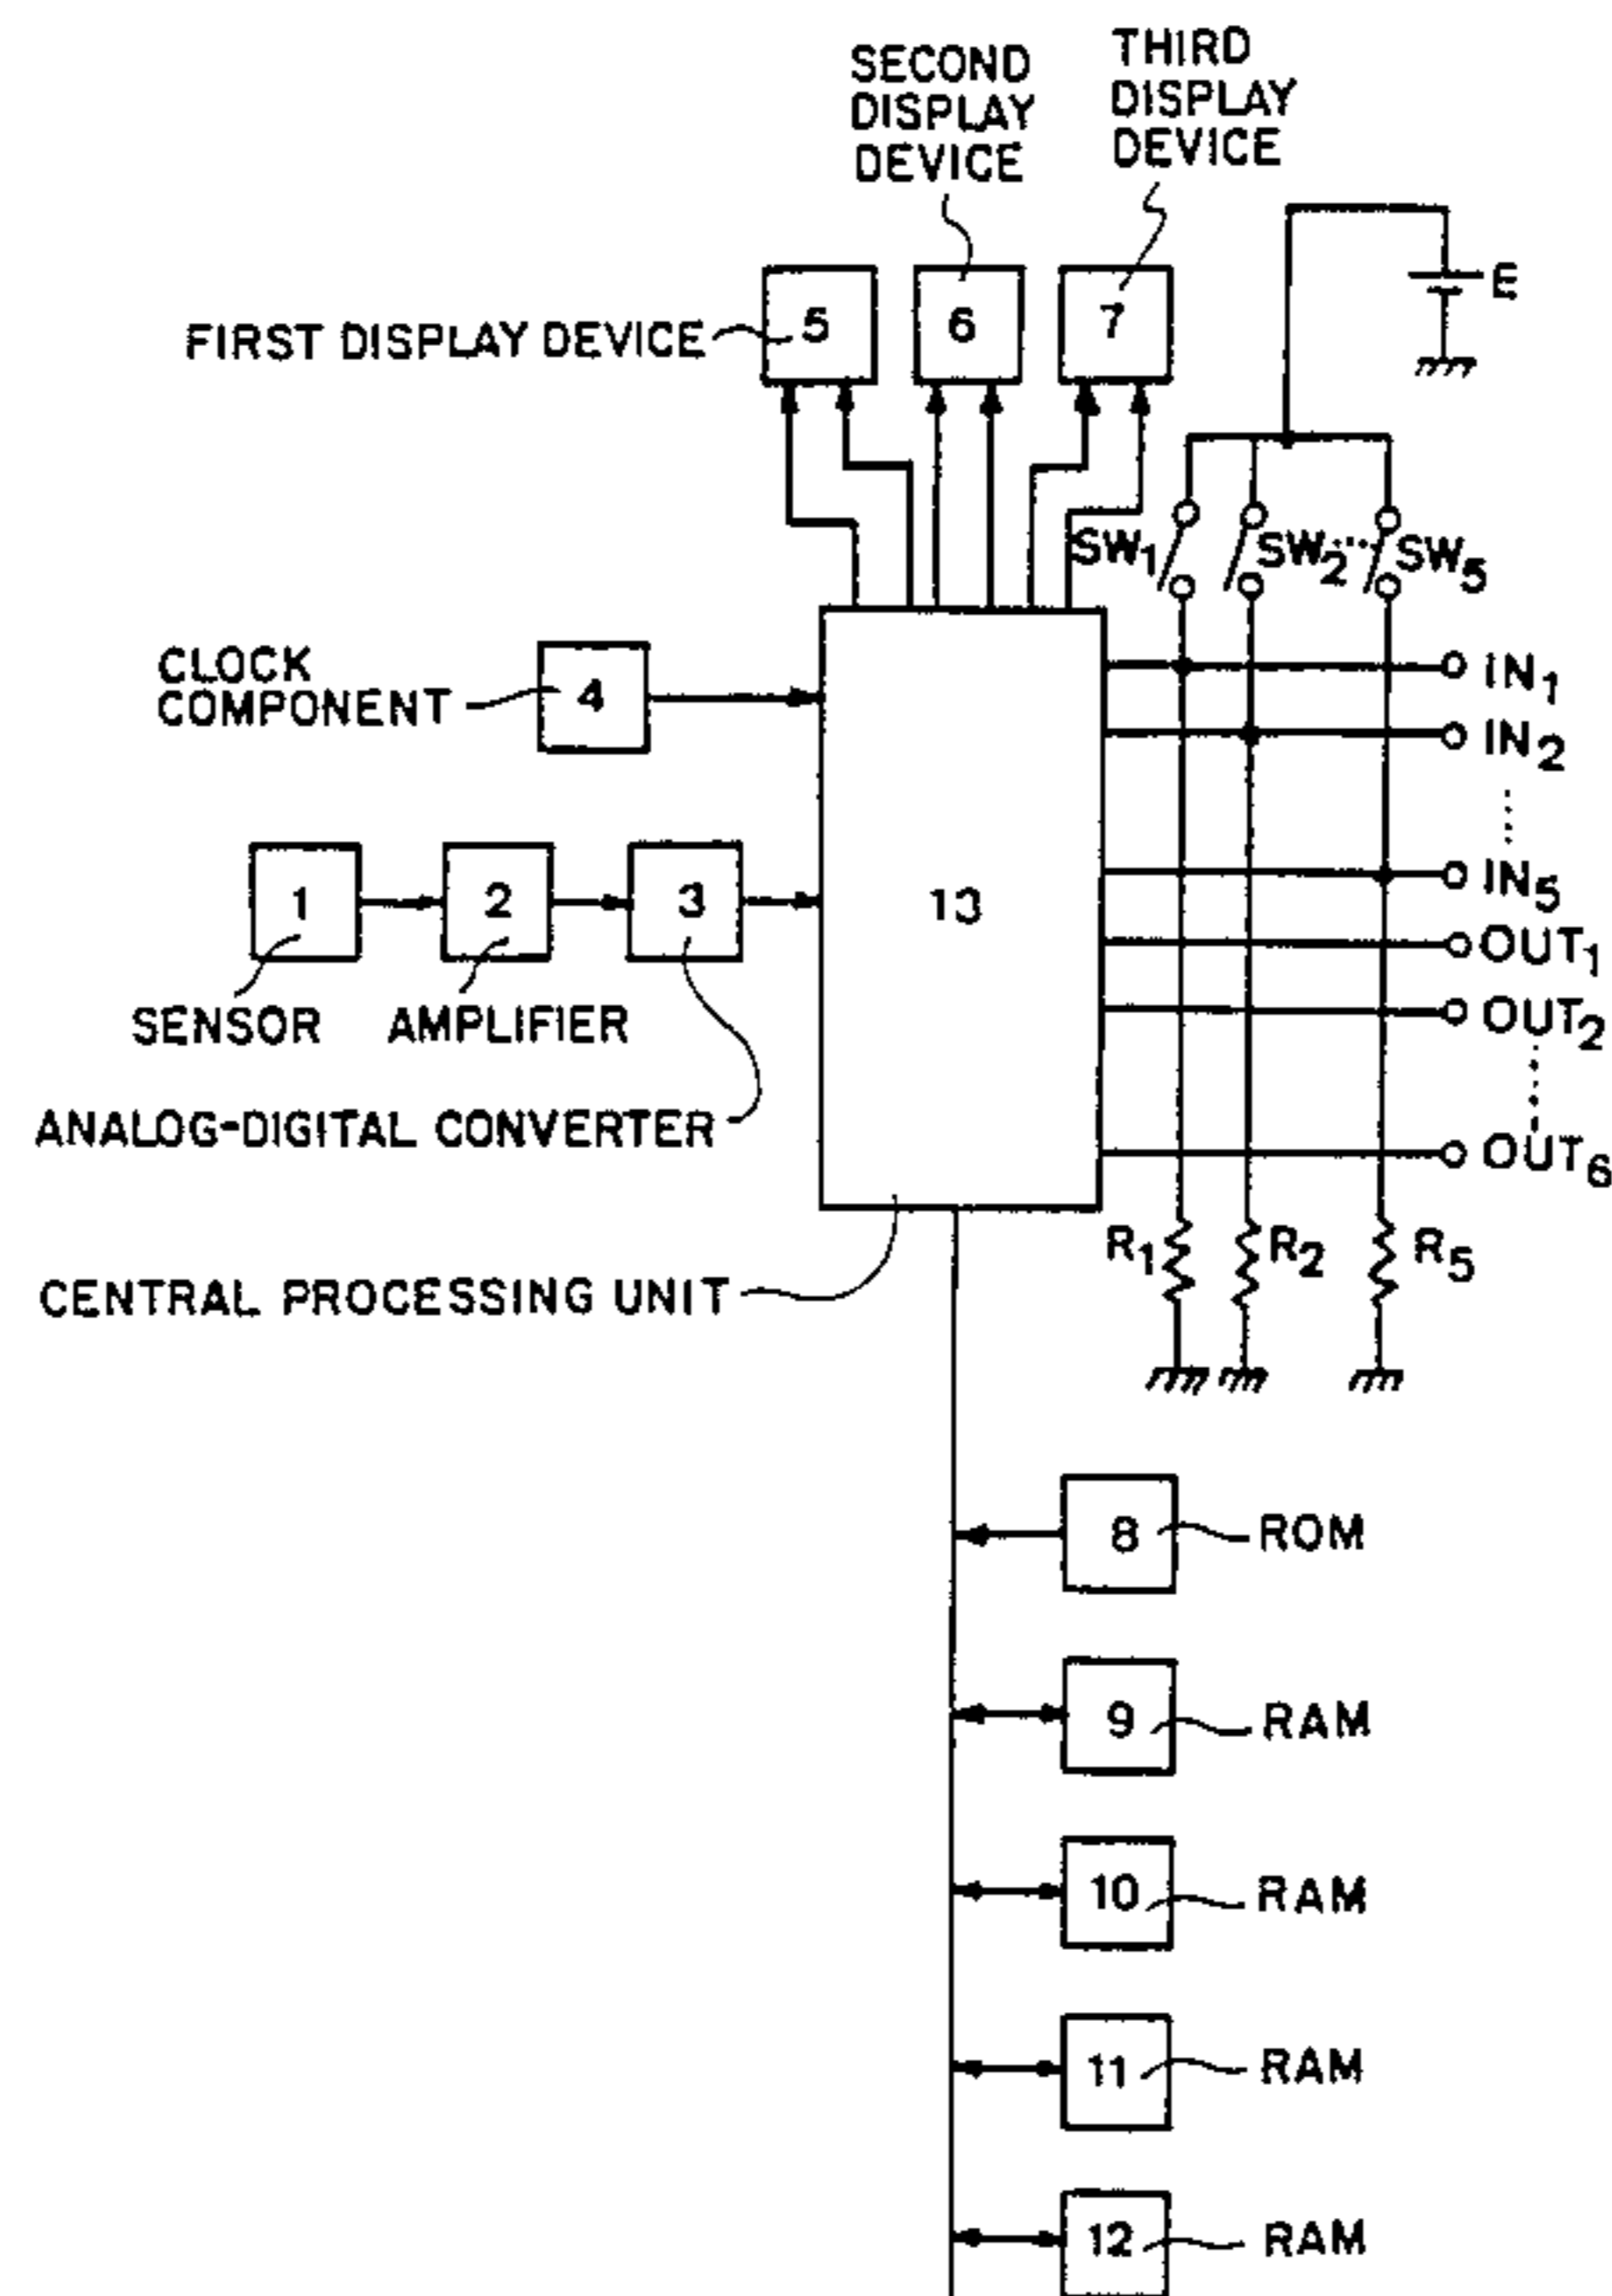 SECOND
DISPLAY
DEVICE
THIRD
DISPLAY
DEVICE
E
FIRST DISPLAY DEVICE
5
6
7
SW1
SW2
SW5
CLOCK
COMPONENT
4
IN1
IN2
IN5
1
2
3
13
OUT1
OUT2
OUT6
SENSOR
AMPLIFIER
ANALOG-DIGITAL CONVERTER
R1
R2
R5
CENTRAL PROCESSING UNIT
8
ROM
9
RAM
10
RAM
11
RAM
12
RAM